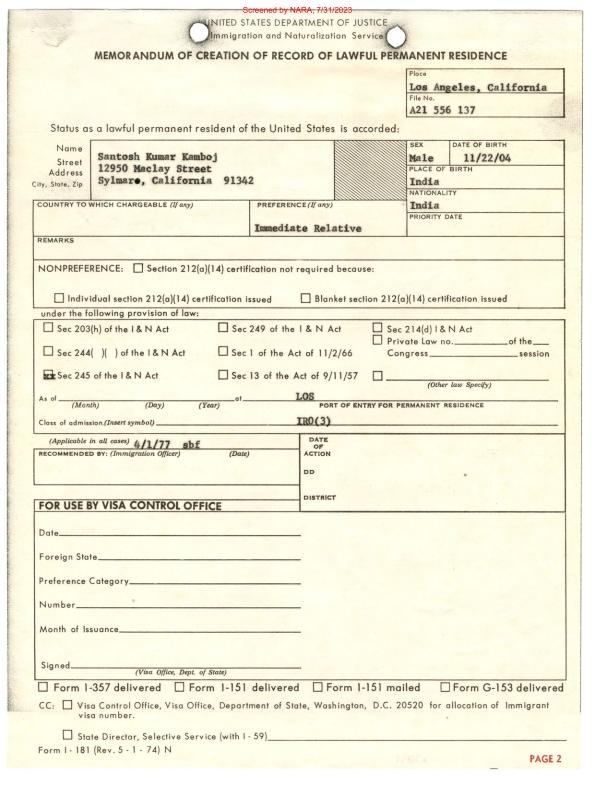 Screened by NARA, 7/31/2023
UNITED STATES DEPARTMENT OF JUSTICE
Immigration and Naturalization Service
MEMORANDUM OF CREATION OF RECORD OF LAWFUL PERMANENT RESIDENCE
Place
Los Angeles, California
File No.
A21 556 137
Status as a lawful permanent resident of the United States is accorded:
Name
Street
Address
City, State, Zip
Santosh Kumar Kamboj
12950 Maclay Street
Sylmar, California 91342
SEX
Male
DATE OF BIRTH
11/22/04
PLACE OF BIRTH
India
NATIONALITY
India
COUNTRY TO WHICH CHARGEABLE (If any)
PREFERENCE (If any)
Immediate Relative
PRIORITY DATE
REMARKS
NONPREFERENCE: Section 212(a)(14) certification not required because:
Individual section 212(a)(14) certification issued
Blanket section 212(a)(14) certification issued
under the following provision of law:
Sec 203(h) of the I & N Act
Sec 249 of the I & N Act
Sec 214(d) I & N Act
Private Law no. of the
Sec 244( )( ) of the I & N Act
Sec 1 of the Act of 11/2/66
Congress session
xx Sec 245 of the I & N Act
Sec 13 of the Act of 9/11/57
(Other law Specify)
As of at LOS
(Month) (Day) (Year) PORT OF ENTRY FOR PERMANENT RESIDENCE
Class of admission (Insert symbol) IR0(3)
(Applicable in all cases) 4/1/77 sbf
RECOMMENDED BY: (Immigration Officer) (Date)
DATE
OF
ACTION
DD
DISTRICT
FOR USE BY VISA CONTROL OFFICE
Date
Foreign State
Preference Category
Number
Month of Issuance
Signed
(Visa Office, Dept. of State)
Form I-357 delivered Form I-151 delivered Form I-151 mailed Form G-153 delivered
CC: Visa Control Office, Visa Office, Department of State, Washington, D.C. 20520 for allocation of Immigrant
visa number.
State Director, Selective Service (with I - 59)
Form I - 181 (Rev. 5 - 1 - 74) N
PAGE 2